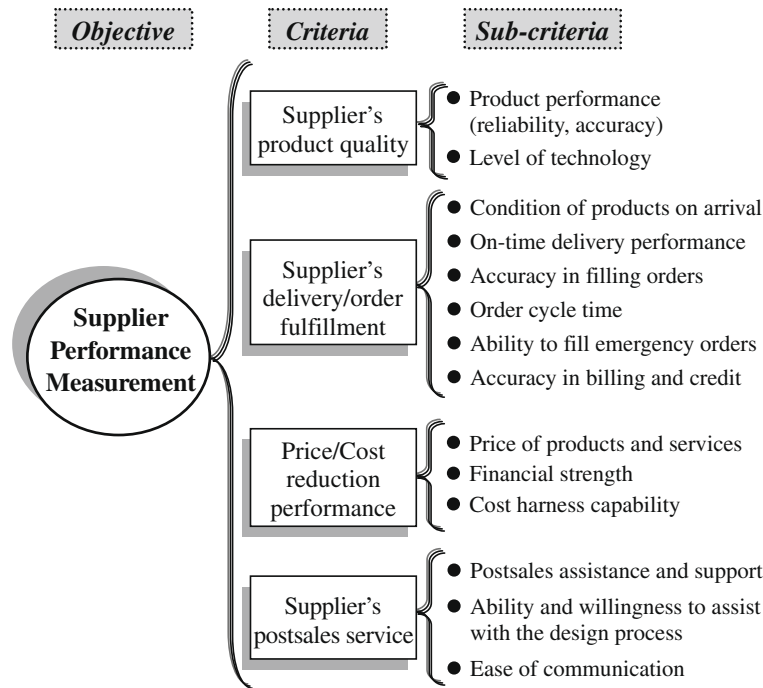 Objective
Criteria
Sub-criteria
Supplier
Performance
Measurement
Supplier's
product quality
● Product performance
(reliability, accuracy)
● Level of technology
Supplier's
delivery/order
fulfillment
● Condition of products on arrival
● On-time delivery performance
● Accuracy in filling orders
● Order cycle time
● Ability to fill emergency orders
● Accuracy in billing and credit
Price/Cost
reduction
performance
● Price of products and services
● Financial strength
● Cost harness capability
Supplier's
postsales service
● Postsales assistance and support
● Ability and willingness to assist
with the design process
● Ease of communication